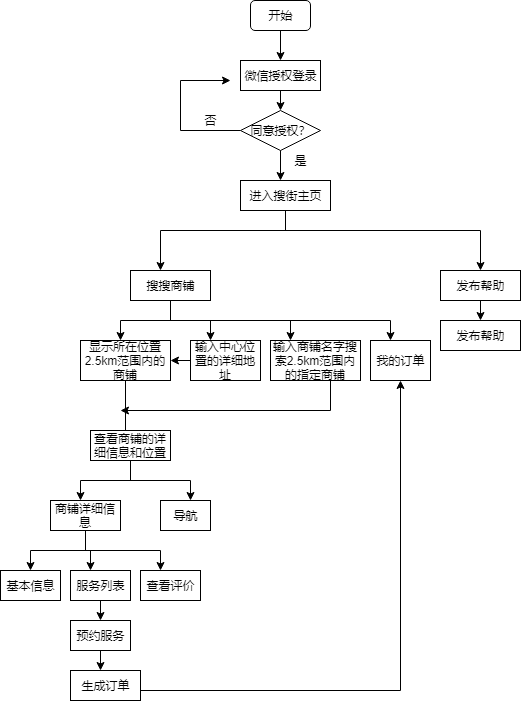 开始
微信授权登录
同意授权?
否
是
进入搜街主页
搜搜商铺
发布帮助
显示所在位置
2.5km范围内的
商铺
输入中心位
置的详细地
址
输入商铺名字搜
索2.5km范围内
的指定商铺
我的订单
发布帮助
查看商铺的详
细信息和位置
商铺详细信
息
导航
基本信息
服务列表
查看评价
预约服务
生成订单